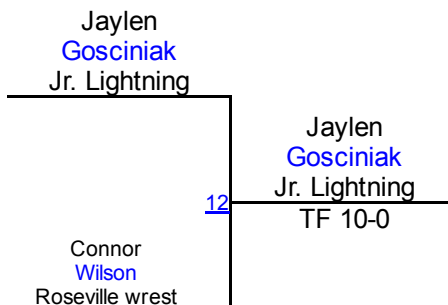 Jaylen
Gosciniak
Jr. Lightning
Jaylen
Gosciniak
Jr. Lightning
12
TF 10-0
Connor
Wilson
Roseville wrest